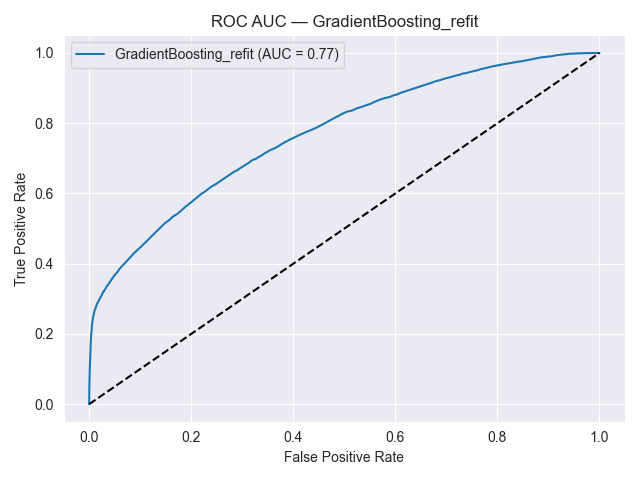 ROC AUC — GradientBoosting_refit
GradientBoosting_refit (AUC = 0.77)
1.0
0.8
0.6
0.4
0.2
0.0
True Positive Rate
0.0 0.2 0.4 0.6 0.8 1.0
False Positive Rate